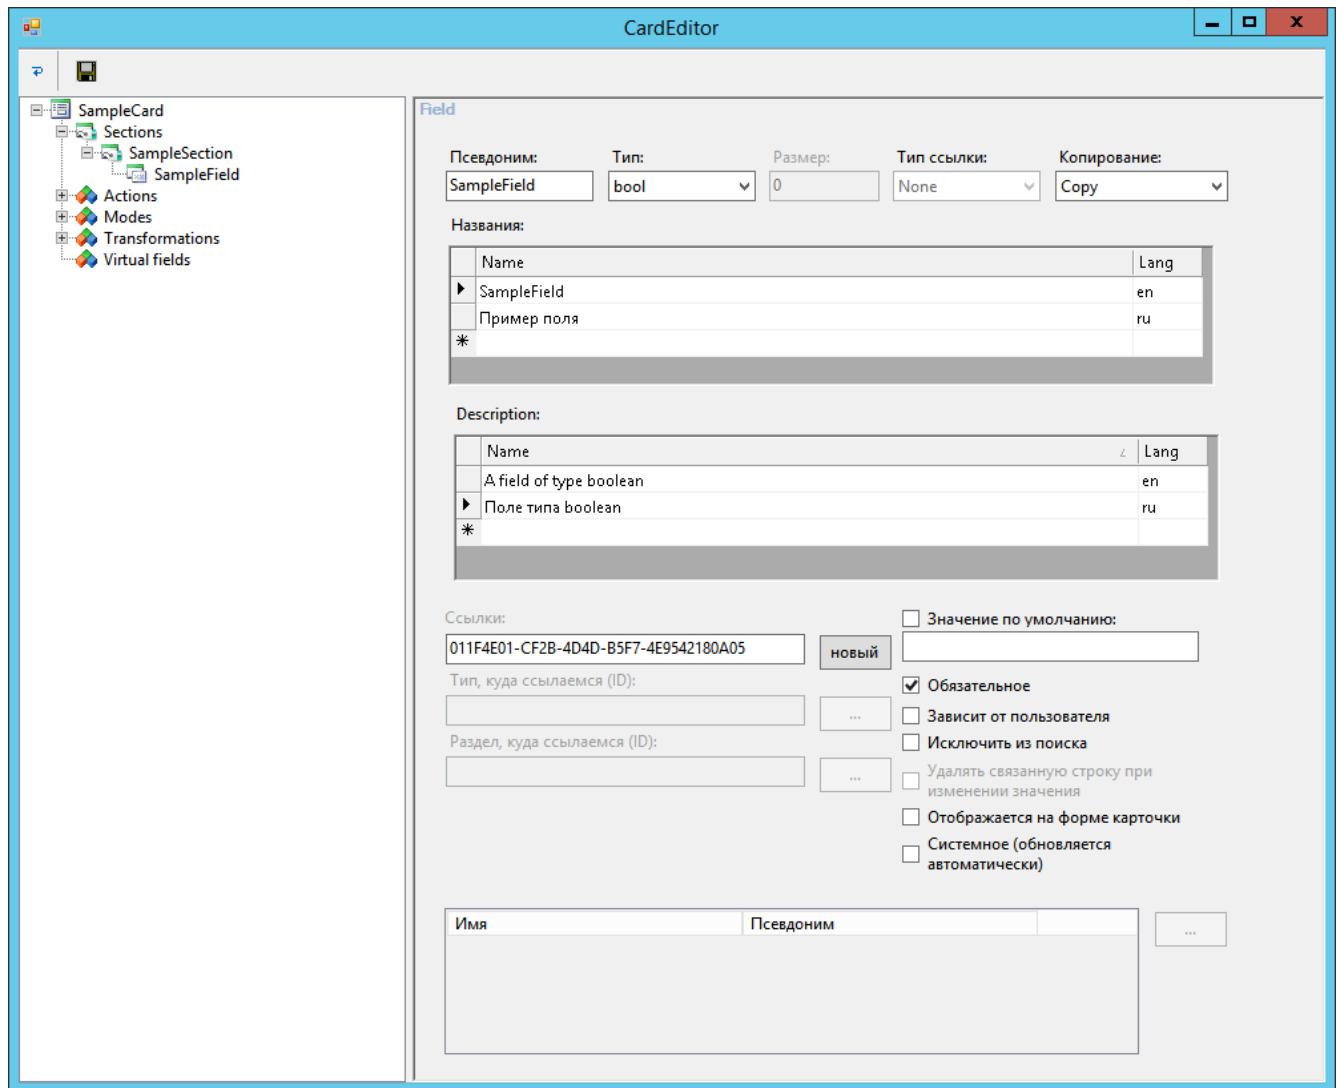 CardEditor
SampleCard
Sections
SampleSection
SampleField
Actions
Modes
Transformations
Virtual fields
Field
Псевдоним: Тип: Размер: Тип ссылки: Копирование:
SampleField bool 0 None Copy
Названия:
Name Lang
SampleField en
Пример поля ru
Description:
Name Lang
A field of type boolean en
Поле типа boolean ru
Ссылки:
011F4E01-CF2B-4D4D-B5F7-4E9542180A05 новый
Тип, куда ссылаемся (ID):
...
Раздел, куда ссылаемся (ID):
...
Значение по умолчанию:
Обязательное
Зависит от пользователя
Исключить из поиска
Удалять связанную строку при
изменении значения
Отображается на форме карточки
Системное (обновляется
автоматически)
Имя Псевдоним
...